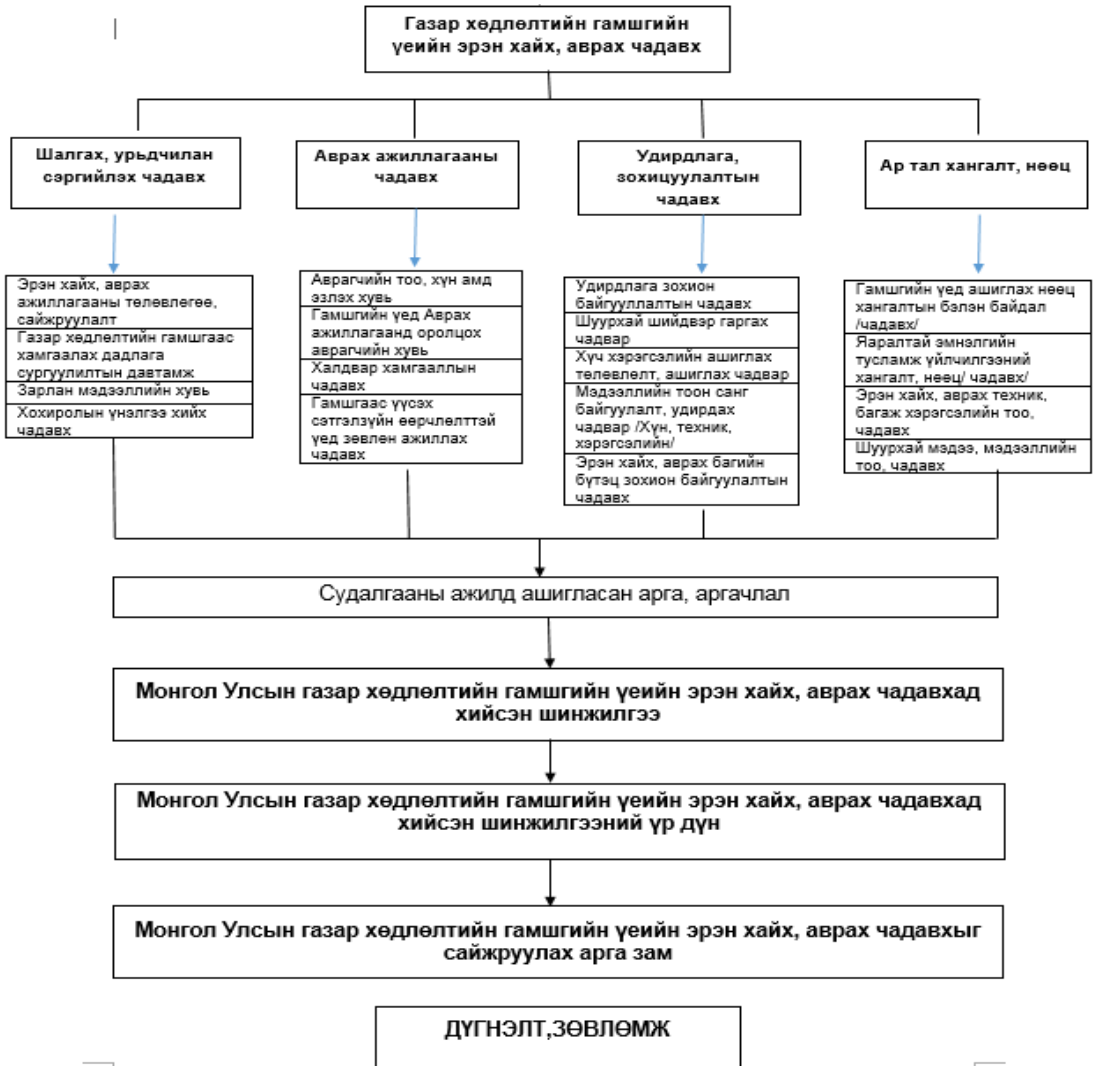 Газар хөдлөлтийн гамшгийн
үеийн эрэн хайх, аврах чадавх
Шалгах, урьдчилан
сэргийлэх чадавх
Аврах ажиллагааны
чадавх
Удирдлага,
зохицуулалтын
чадавх
Ар тал хангалт, нөөц
Эрэн хайх, аврах
ажиллагааны төлөвлөгөө,
сайжруулалт
Газар хөдлөлтийн гамшгаас
хамгаалах дадлага
сургуулилтын давтамж
Зарлан мэдээллийн хувь
Хохиролын үнэлгээ хийх
чадавх
Аврагчийн тоо, хүн амд
эзлэх хувь
Гамшгийн үед Аврах
ажиллагаанд оролцох
аврагчийн хувь
Халдвар хамгааллын
чадавх
Гамшгаас үүсэх
сэтгэлзүйн өөрчлөлттэй
үед зөвлөн ажиллах
чадавх
Удирдлага зохион
байгууллалтын чадавх
Шуурхай шийдвэр гаргах
чадвар
Хүч хэрэгсэлийн ашиглах
төлөвлөлт, ашиглах чадвар
Мэдээллийн тоон санг
байгуулалт, удирдах
чадвар /Хүн, техник,
хэрэгсэлийн/
Эрэн хайх, аврах багийн
бүтэц зохион байгуулалтын
чадавх
Гамшгийн үед ашиглах нөөц
хангалтын бэлэн байдал
/чадавх/
Яаралтай эмнэлгийн
тусламж үйлчилгээний
хангалт, нөөц/ чадавх/
Эрэн хайх, аврах техник,
багаж хэрэгсэлийн тоо,
чадавх
Шуурхай мэдээ, мэдээллийн
тоо, чадавх
Судалгааны ажилд ашигласан арга, аргачлал
Монгол Улсын газар хөдлөлтийн гамшгийн үеийн эрэн хайх, аврах чадавхад
хийсэн шинжилгээ
Монгол Улсын газар хөдлөлтийн гамшгийн үеийн эрэн хайх, аврах чадавхад
хийсэн шинжилгээний үр дүн
Монгол Улсын газар хөдлөлтийн гамшгийн үеийн эрэн хайх, аврах чадавхыг
сайжруулах арга зам
ДҮГНЭЛТ,ЗӨВЛӨМЖ